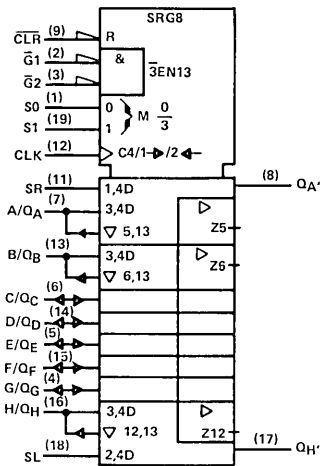 SRG8
CLR (9) R
G1 (2) &
3EN13
G2 (3)
S0 (1) 0
M 0/3
S1 (19) 1
CLK (12) C4/1→/2←
SR (11) 1,4D
(8) QA'
A/QA (7) 3,4D
5,13 Z5
B/QB (13) 3,4D
6,13 Z6
C/QC (6)
D/QD (14)
E/QE (5)
F/QF (15)
G/QG (4)
H/QH (16) 3,4D
12,13 Z12
(17) QH'
SL (18) 2,4D